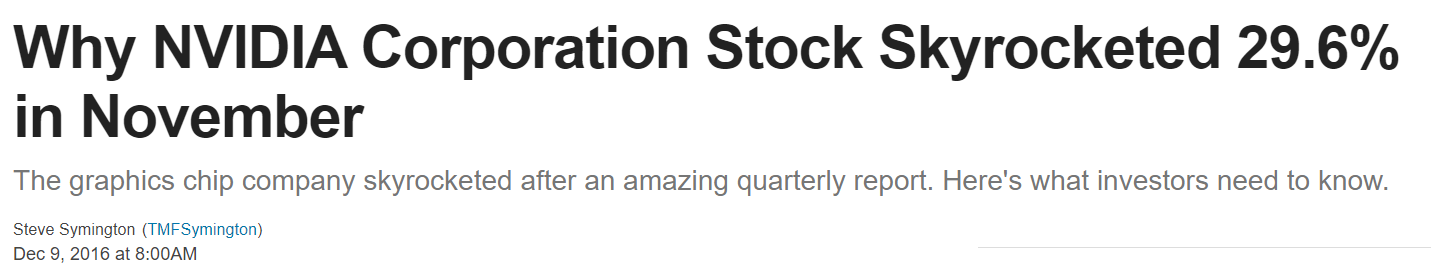 Why NVIDIA Corporation Stock Skyrocketed 29.6%
in November
The graphics chip company skyrocketed after an amazing quarterly report. Here's what investors need to know.
Steve Symington (TMFSymington)
Dec 9, 2016 at 8:00AM